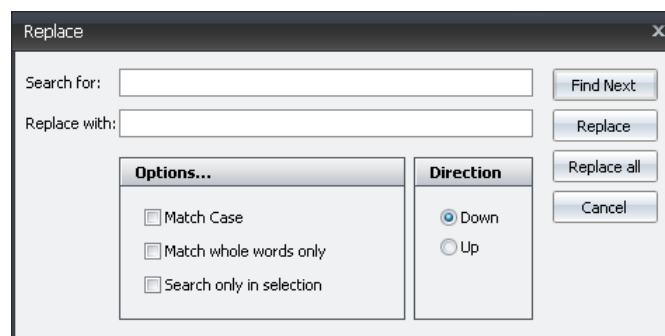 Replace
x
Search for:
Find Next
Replace with:
Replace
Replace all
Cancel
Options...
Match Case
Match whole words only
Search only in selection
Direction
Down
Up